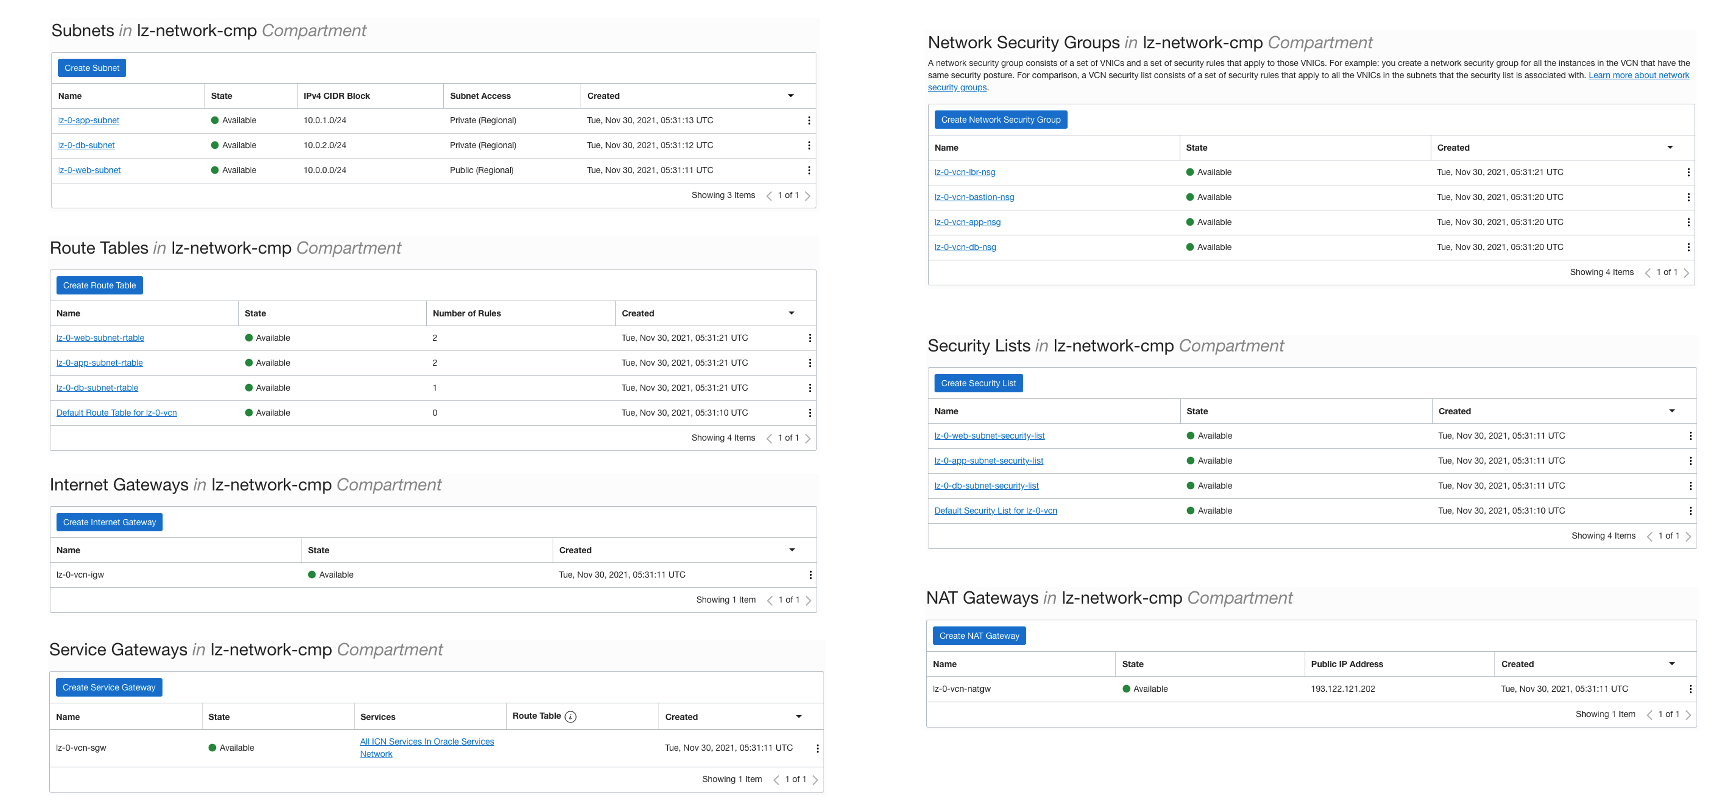 Subnets in lz-network-cmp Compartment
Create Subnet
Name State IPv4 CIDR Block Subnet Access Created
lz-0-app-subnet Available 10.0.1.0/24 Private (Regional) Tue, Nov 30, 2021, 05:31:13 UTC
lz-0-db-subnet Available 10.0.2.0/24 Private (Regional) Tue, Nov 30, 2021, 05:31:12 UTC
lz-0-web-subnet Available 10.0.0.0/24 Public (Regional) Tue, Nov 30, 2021, 05:31:11 UTC
Showing 3 Items < 1 of 1 >
Route Tables in lz-network-cmp Compartment
Create Route Table
Name State Number of Rules Created
lz-0-web-subnet-rtable Available 2 Tue, Nov 30, 2021, 05:31:21 UTC
lz-0-app-subnet-rtable Available 2 Tue, Nov 30, 2021, 05:31:21 UTC
lz-0-db-subnet-rtable Available 1 Tue, Nov 30, 2021, 05:31:21 UTC
Default Route Table for lz-0-vcn Available 0 Tue, Nov 30, 2021, 05:31:10 UTC
Showing 4 Items < 1 of 1 >
Internet Gateways in lz-network-cmp Compartment
Create Internet Gateway
Name State Created
lz-0-vcn-igw Available Tue, Nov 30, 2021, 05:31:11 UTC
Showing 1 Item < 1 of 1 >
Service Gateways in lz-network-cmp Compartment
Create Service Gateway
Name State Services Route Table i Created
lz-0-vcn-sgw Available All ICN Services In Oracle Services Tue, Nov 30, 2021, 05:31:11 UTC
Network
Showing 1 Item < 1 of 1 >
Network Security Groups in lz-network-cmp Compartment
A network security group consists of a set of VNICs and a set of security rules that apply to those VNICs. For example: you create a network security group for all the instances in the VCN that have the
same security posture. For comparison, a VCN security list consists of a set of security rules that apply to all the VNICs in the subnets that the security list is associated with. Learn more about network
security groups.
Create Network Security Group
Name State Created
lz-0-vcn-lbr-nsg Available Tue, Nov 30, 2021, 05:31:21 UTC
lz-0-vcn-bastion-nsg Available Tue, Nov 30, 2021, 05:31:20 UTC
lz-0-vcn-app-nsg Available Tue, Nov 30, 2021, 05:31:20 UTC
lz-0-vcn-db-nsg Available Tue, Nov 30, 2021, 05:31:20 UTC
Showing 4 Items < 1 of 1 >
Security Lists in lz-network-cmp Compartment
Create Security List
Name State Created
lz-0-web-subnet-security-list Available Tue, Nov 30, 2021, 05:31:11 UTC
lz-0-app-subnet-security-list Available Tue, Nov 30, 2021, 05:31:11 UTC
lz-0-db-subnet-security-list Available Tue, Nov 30, 2021, 05:31:11 UTC
Default Security List for lz-0-vcn Available Tue, Nov 30, 2021, 05:31:10 UTC
Showing 4 Items < 1 of 1 >
NAT Gateways in lz-network-cmp Compartment
Create NAT Gateway
Name State Public IP Address Created
lz-0-vcn-natgw Available 193.122.121.202 Tue, Nov 30, 2021, 05:31:11 UTC
Showing 1 Item < 1 of 1 >